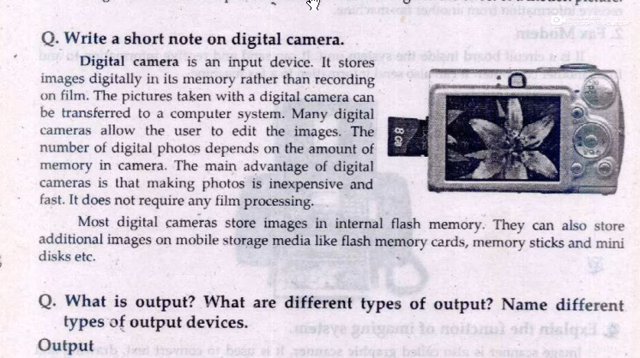 Q. Write a short note on digital camera.
Digital camera is an input device. It stores
images digitally in its memory rather than recording
on film. The pictures taken with a digital camera can
be transferred to a computer system. Many digital
cameras allow the user to edit the images. The
number of digital photos depends on the amount of
memory in camera. The main advantage of digital
cameras is that making photos is inexpensive and
fast. It does not require any film processing.
8 GB
Most digital cameras store images in internal flash memory. They can also store
additional images on mobile storage media like flash memory cards, memory sticks and mini
disks etc.
Q. What is output? What are different types of output? Name different
types of output devices.
Output